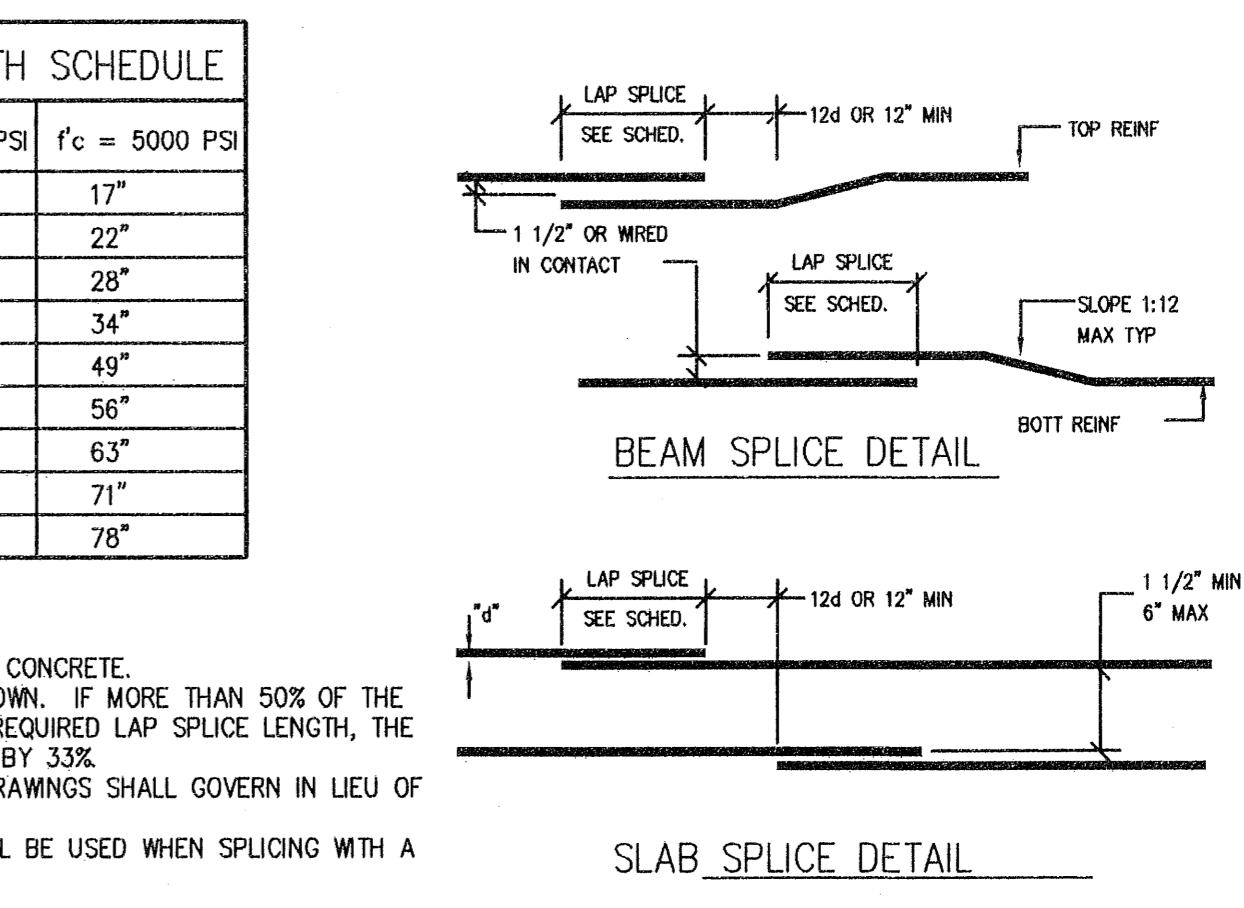 TH SCHEDULE
PSI
f'c = 5000 PSI
17"
22"
28"
34"
49"
56"
63"
71"
78"
CONCRETE.
OWN. IF MORE THAN 50% OF THE
REQUIRED LAP SPLICE LENGTH, THE
BY 33%.
RAWINGS SHALL GOVERN IN LIEU OF
L BE USED WHEN SPLICING WITH A
LAP SPLICE
SEE SCHED.
12d OR 12" MIN
TOP REINF
1 1/2" OR WIRED
IN CONTACT
LAP SPLICE
SEE SCHED.
SLOPE 1:12
MAX TYP
BOTT REINF
BEAM SPLICE DETAIL
"d"
LAP SPLICE
SEE SCHED.
12d OR 12" MIN
1 1/2" MIN
6" MAX
SLAB SPLICE DETAIL